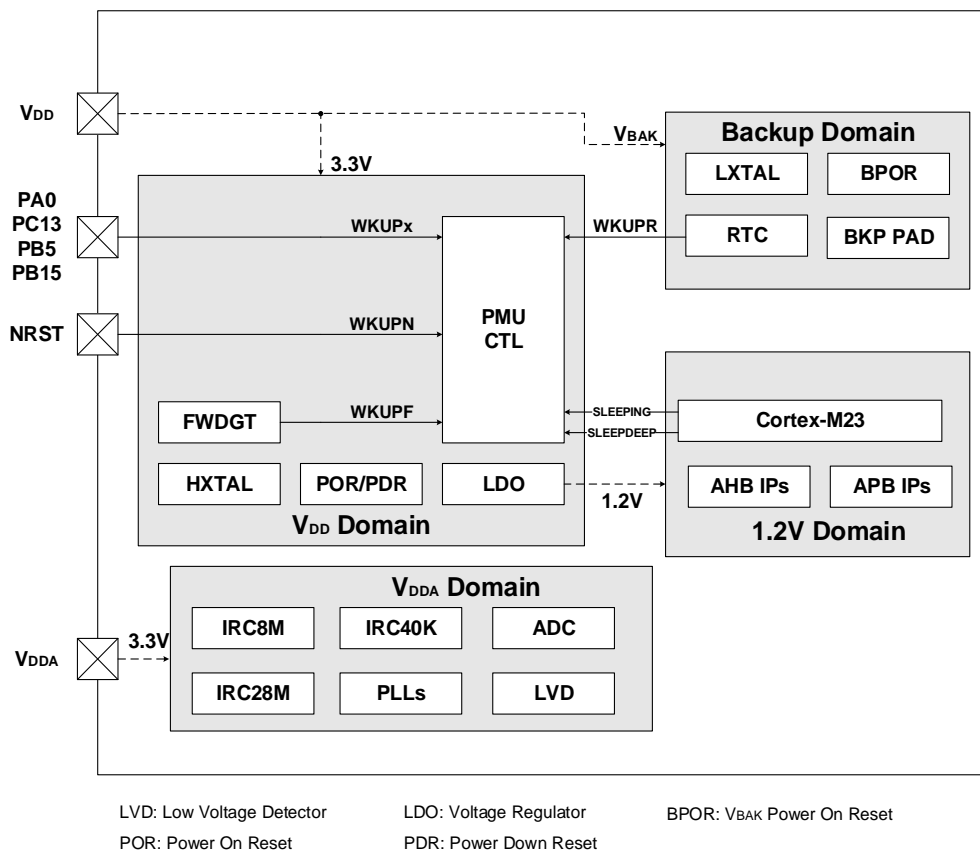 VDD
VBAK
3.3V
Backup Domain
LXTAL
BPOR
RTC
BKP PAD
PA0
PC13
PB5
PB15
WKUPx
WKUPR
NRST
WKUPN
PMU
CTL
FWDGT
WKUPF
SLEEPING
SLEEPDEEP
Cortex-M23
HXTAL
POR/PDR
LDO
1.2V
AHB IPs
APB IPs
VDD Domain
1.2V Domain
VDDA Domain
VDDA
3.3V
IRC8M
IRC40K
ADC
IRC28M
PLLs
LVD
LVD: Low Voltage Detector
LDO: Voltage Regulator
BPOR: VBAK Power On Reset
POR: Power On Reset
PDR: Power Down Reset